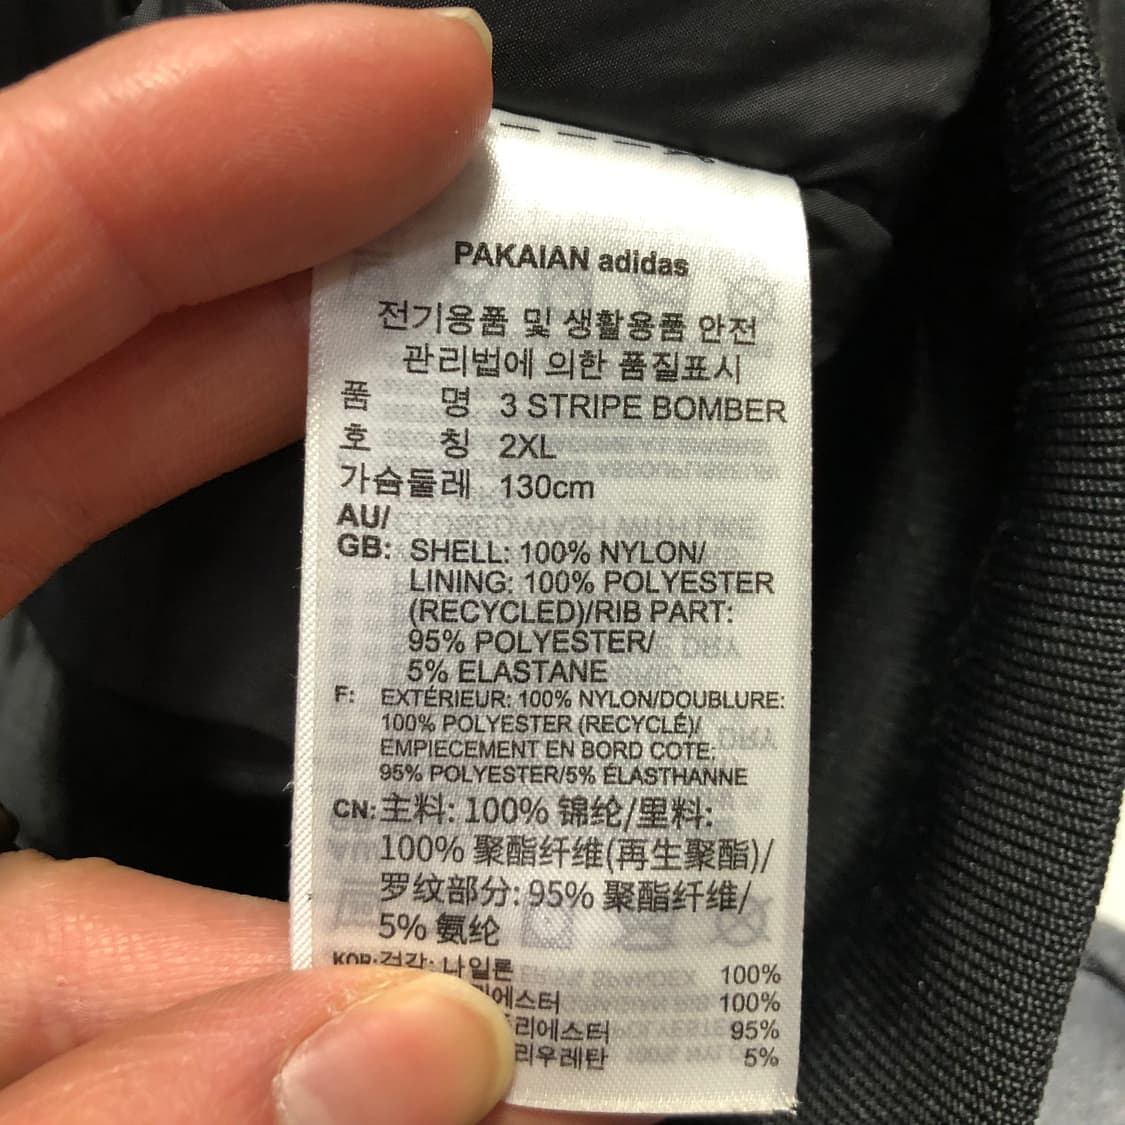 PAKAIAN adidas
전기용품 및 생활용품 안전
관리법에 의한 품질표시
품 명 3 STRIPE BOMBER
호 칭 2XL
가슴둘레 130cm
AU/
GB: SHELL: 100% NYLON/
LINING: 100% POLYESTER
(RECYCLED)/RIB PART:
95% POLYESTER/
5% ELASTANE
F: EXTÉRIEUR: 100% NYLON/DOUBLURE:
100% POLYESTER (RECYCLÉ)/
EMPIECEMENT EN BORD COTE:
95% POLYESTER/5% ÉLASTHANNE
CN: 主料: 100% 锦纶/里料:
100% 聚酯纤维(再生聚酯)/
罗纹部分: 95% 聚酯纤维/
5% 氨纶
KOR: 겉감: 나일론 100%
100%
95%
5%